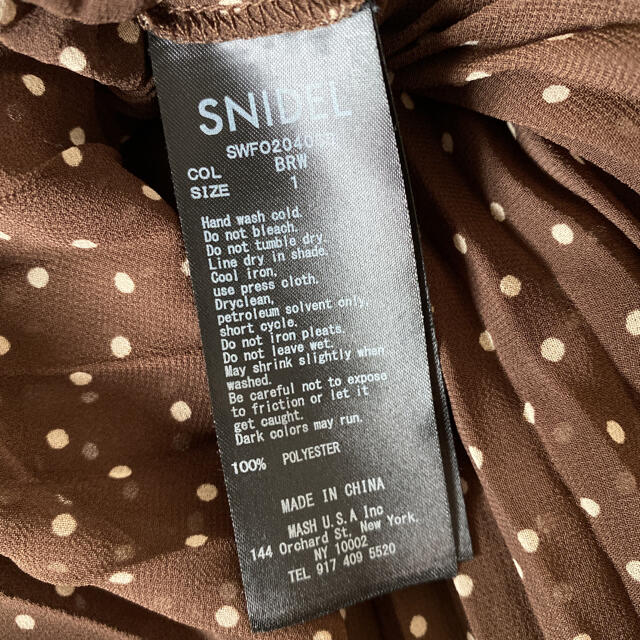 SNIDEL
COL BRW
SIZE 1
Hand wash cold.
Do not bleach.
Do not tumble dry.
Line dry in shade.
Cool iron.
use press cloth.
Dryclean,
petroleum solvent only,
short cycle.
Do not iron pleats.
Do not leave wet.
May shrink slightly when
washed.
Be careful not to expose
to friction or let it
get caught.
Dark colors may run.
100% POLYESTER
MADE IN CHINA
MASH U.S.A Inc
144 Orchard St. New York.
NY 10002
TEL 917 409 5520